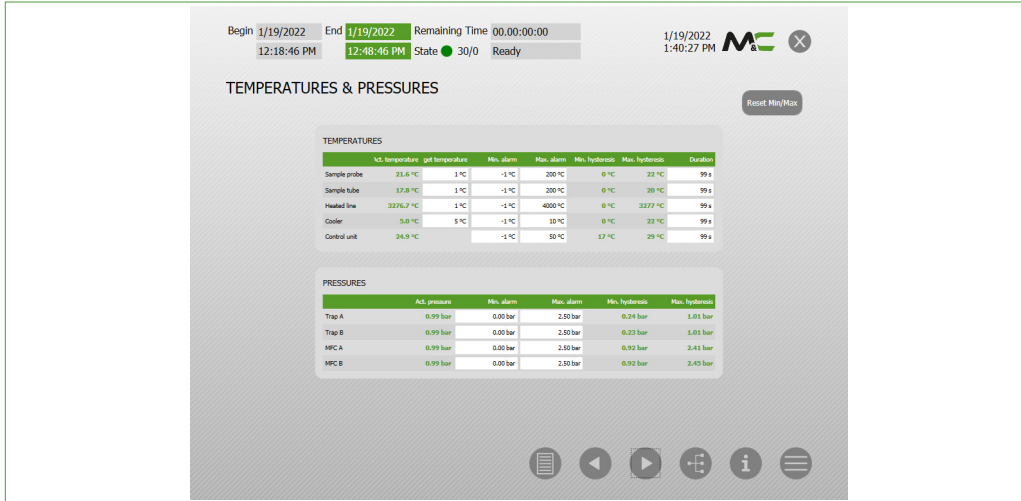 Begin 1/19/2022 End 1/19/2022 Remaining Time 00.00:00:00
12:18:46 PM 12:48:46 PM State 30/0 Ready
1/19/2022
1:40:27 PM
M&C
TEMPERATURES & PRESSURES
Reset Min/Max
TEMPERATURES
Act. temperature get temperature Min. alarm Max. alarm Min. hysteresis Max. hysteresis Duration
Sample probe 21.6 °C 1 °C -1 °C 200 °C 0 °C 22 °C 99 s
Sample tube 17.8 °C 1 °C -1 °C 200 °C 0 °C 20 °C 99 s
Heated line 3276.7 °C 1 °C -1 °C 4000 °C 0 °C 3277 °C 99 s
Cooler 5.0 °C 5 °C -1 °C 10 °C 0 °C 22 °C 99 s
Control unit 24.9 °C -1 °C 50 °C 17 °C 29 °C 99 s
PRESSURES
Act. pressure Min. alarm Max. alarm Min. hysteresis Max. hysteresis
Trap A 0.99 bar 0.00 bar 2.50 bar 0.24 bar 1.01 bar
Trap B 0.99 bar 0.00 bar 2.50 bar 0.23 bar 1.01 bar
MFC A 0.99 bar 0.00 bar 2.50 bar 0.92 bar 2.41 bar
MFC B 0.99 bar 0.00 bar 2.50 bar 0.92 bar 2.45 bar
i